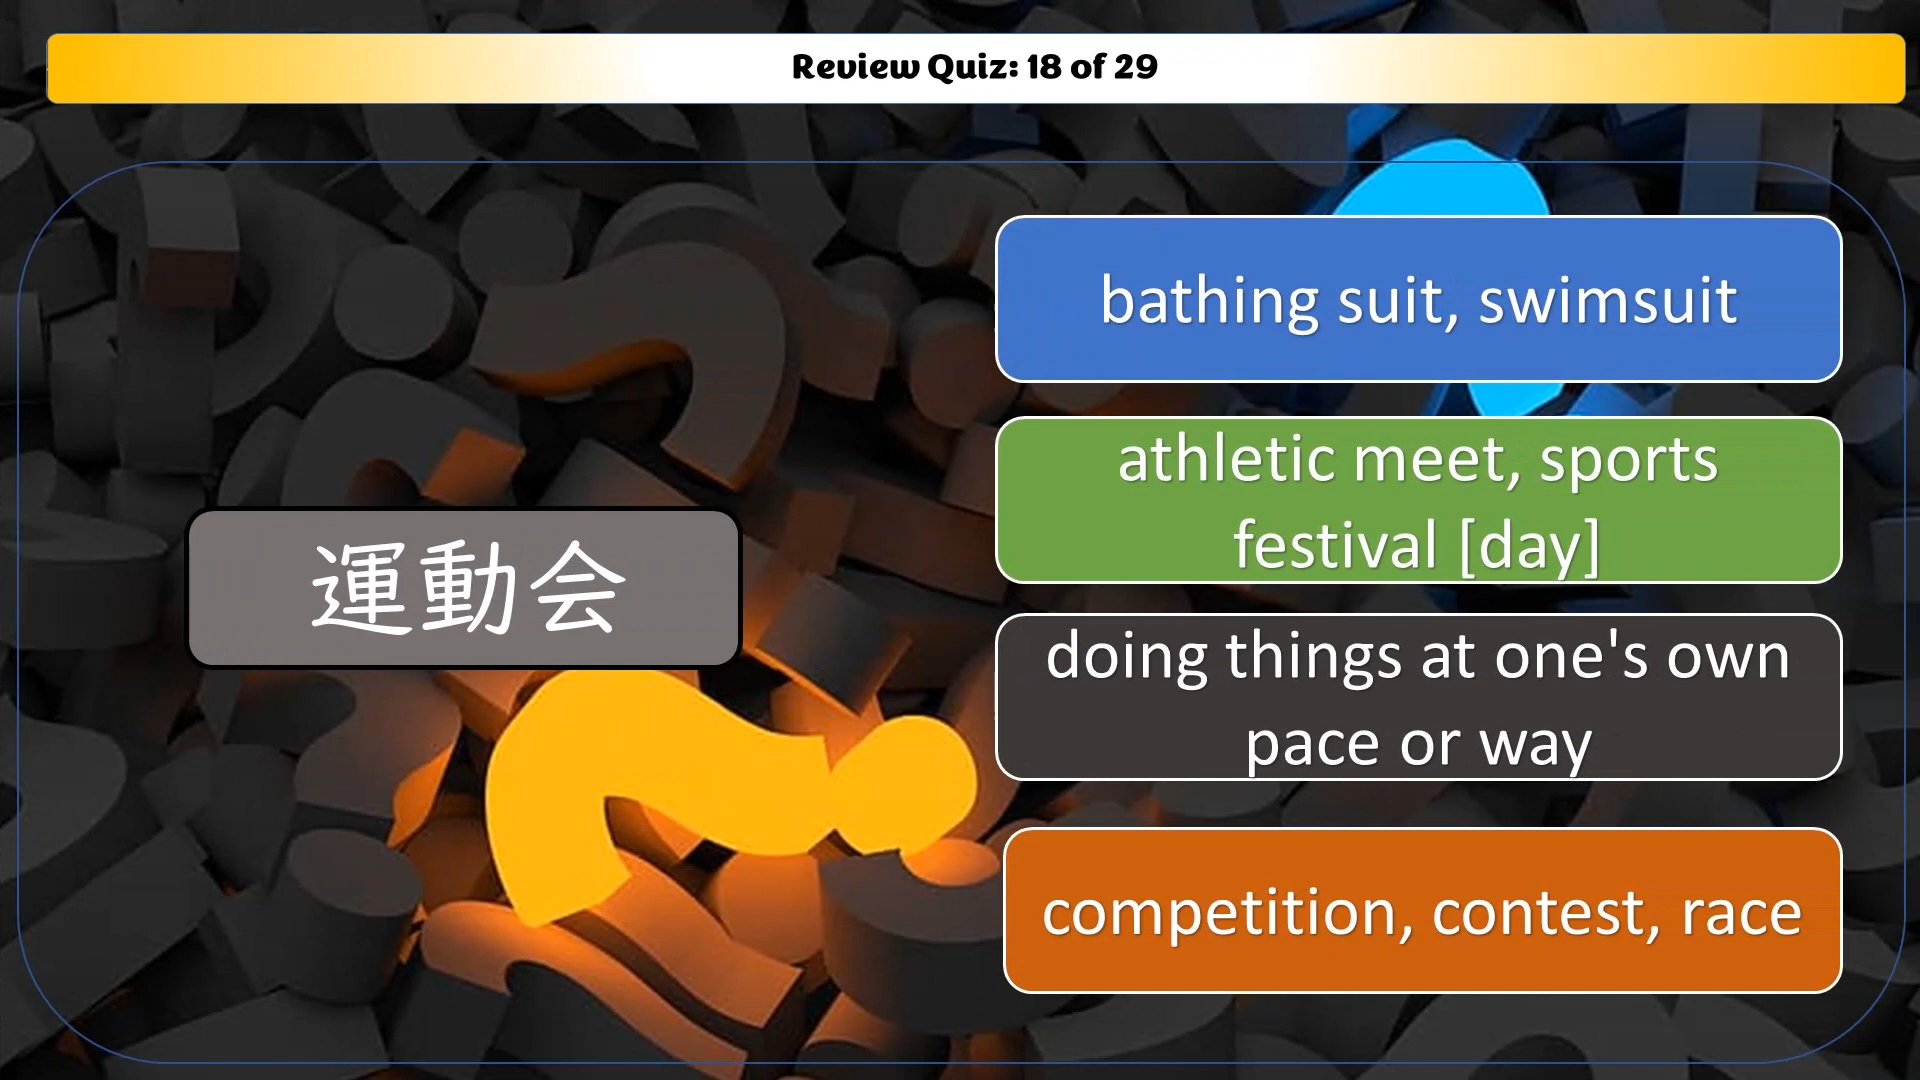 Review Quiz: 18 of 29
運動会
bathing suit, swimsuit
athletic meet, sports
festival [day]
doing things at one's own
pace or way
competition, contest, race